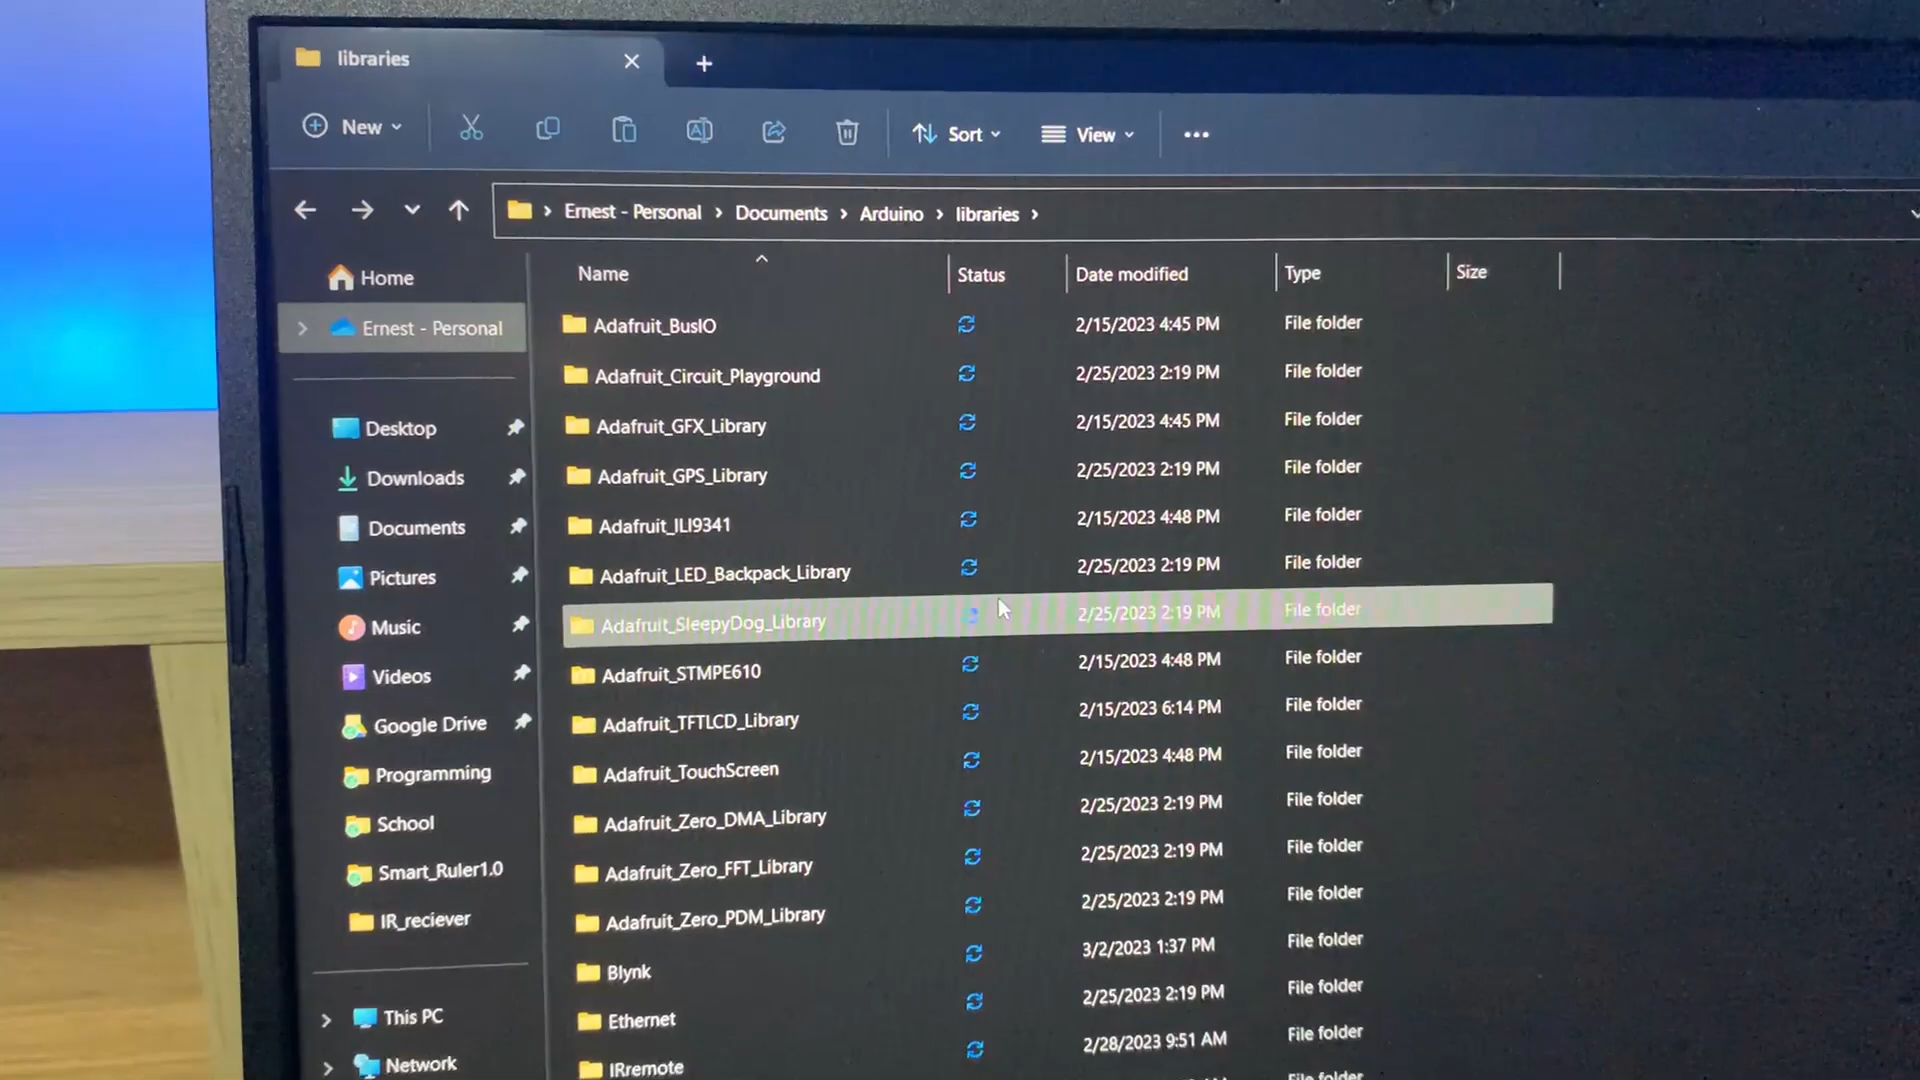 libraries
New
Sort
View
Ernest - Personal > Documents > Arduino > libraries >
Home
Ernest - Personal
Desktop
Downloads
Documents
Pictures
Music
Videos
Google Drive
Programming
School
Smart_Ruler1.0
IR_reciever
This PC
Network
Name Status Date modified Type Size
Adafruit_BusIO 2/15/2023 4:45 PM File folder
Adafruit_Circuit_Playground 2/25/2023 2:19 PM File folder
Adafruit_GFX_Library 2/15/2023 4:45 PM File folder
Adafruit_GPS_Library 2/25/2023 2:19 PM File folder
Adafruit_ILI9341 2/15/2023 4:48 PM File folder
Adafruit_LED_Backpack_Library 2/25/2023 2:19 PM File folder
Adafruit_SleepyDog_Library 2/25/2023 2:19 PM File folder
Adafruit_STMPE610 2/15/2023 4:48 PM File folder
Adafruit_TFTLCD_Library 2/15/2023 6:14 PM File folder
Adafruit_TouchScreen 2/15/2023 4:48 PM File folder
Adafruit_Zero_DMA_Library 2/25/2023 2:19 PM File folder
Adafruit_Zero_FFT_Library 2/25/2023 2:19 PM File folder
Adafruit_Zero_PDM_Library 2/25/2023 2:19 PM File folder
Blynk 3/2/2023 1:37 PM File folder
Ethernet 2/25/2023 2:19 PM File folder
IRremote 2/28/2023 9:51 AM File folder
File folder